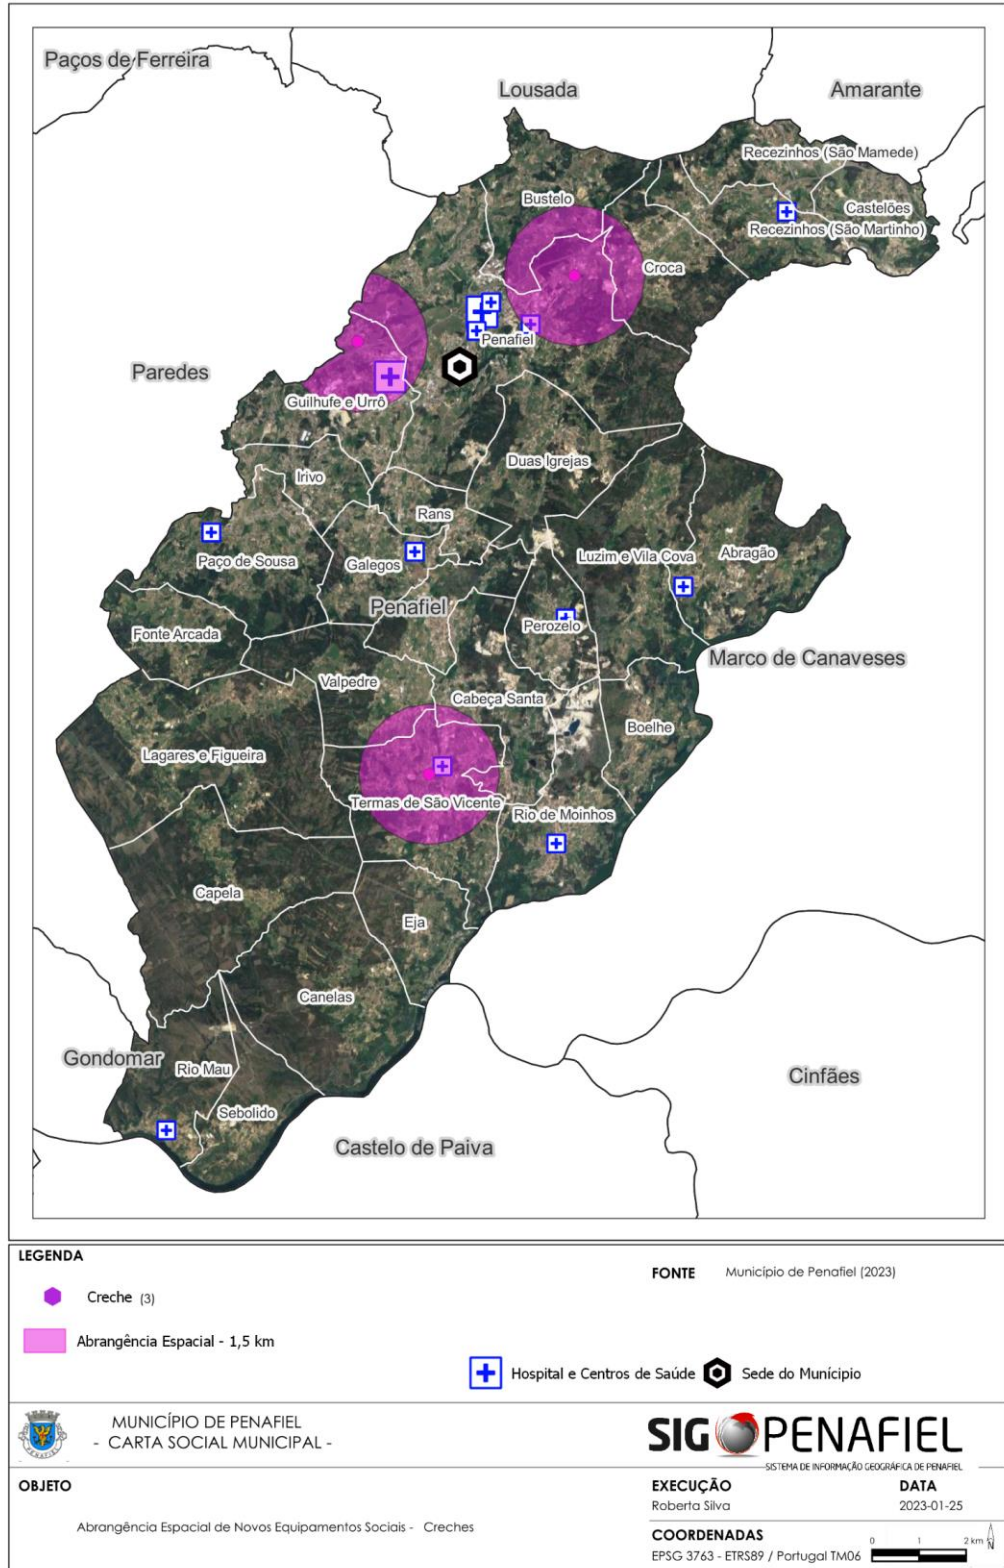 Paços de Ferreira
Lousada
Amarante
Recezinhos (São Mamede)
Bustelo
Castelões
Recezinhos (São Martinho)
Croca
Penafiel
Paredes
Guilhufe e Urrô
Duas Igrejas
Irivo
Rans
Paço de Sousa
Galegos
Luzim e Vila Cova
Abragão
Penafiel
Perozelo
Fonte Arcada
Marco de Canaveses
Valpedre
Cabeça Santa
Boelhe
Lagares e Figueira
Termas de São Vicente
Rio de Moinhos
Capela
Eja
Canelas
Gondomar
Rio Mau
Cinfães
Sebolido
Castelo de Paiva
LEGENDA
FONTE Município de Penafiel (2023)
Creche (3)
Abrangência Espacial - 1,5 km
Hospital e Centros de Saúde
Sede do Munícipio
MUNICÍPIO DE PENAFIEL
- CARTA SOCIAL MUNICIPAL -
SIG PENAFIEL
SISTEMA DE INFORMAÇÃO GEOGRÁFICA DE PENAFIEL
OBJETO
Abrangência Espacial de Novos Equipamentos Sociais - Creches
EXECUÇÃO
Roberta Silva
DATA
2023-01-25
COORDENADAS
EPSG 3763 - ETRS89 / Portugal TM06
0 1 2 km
N